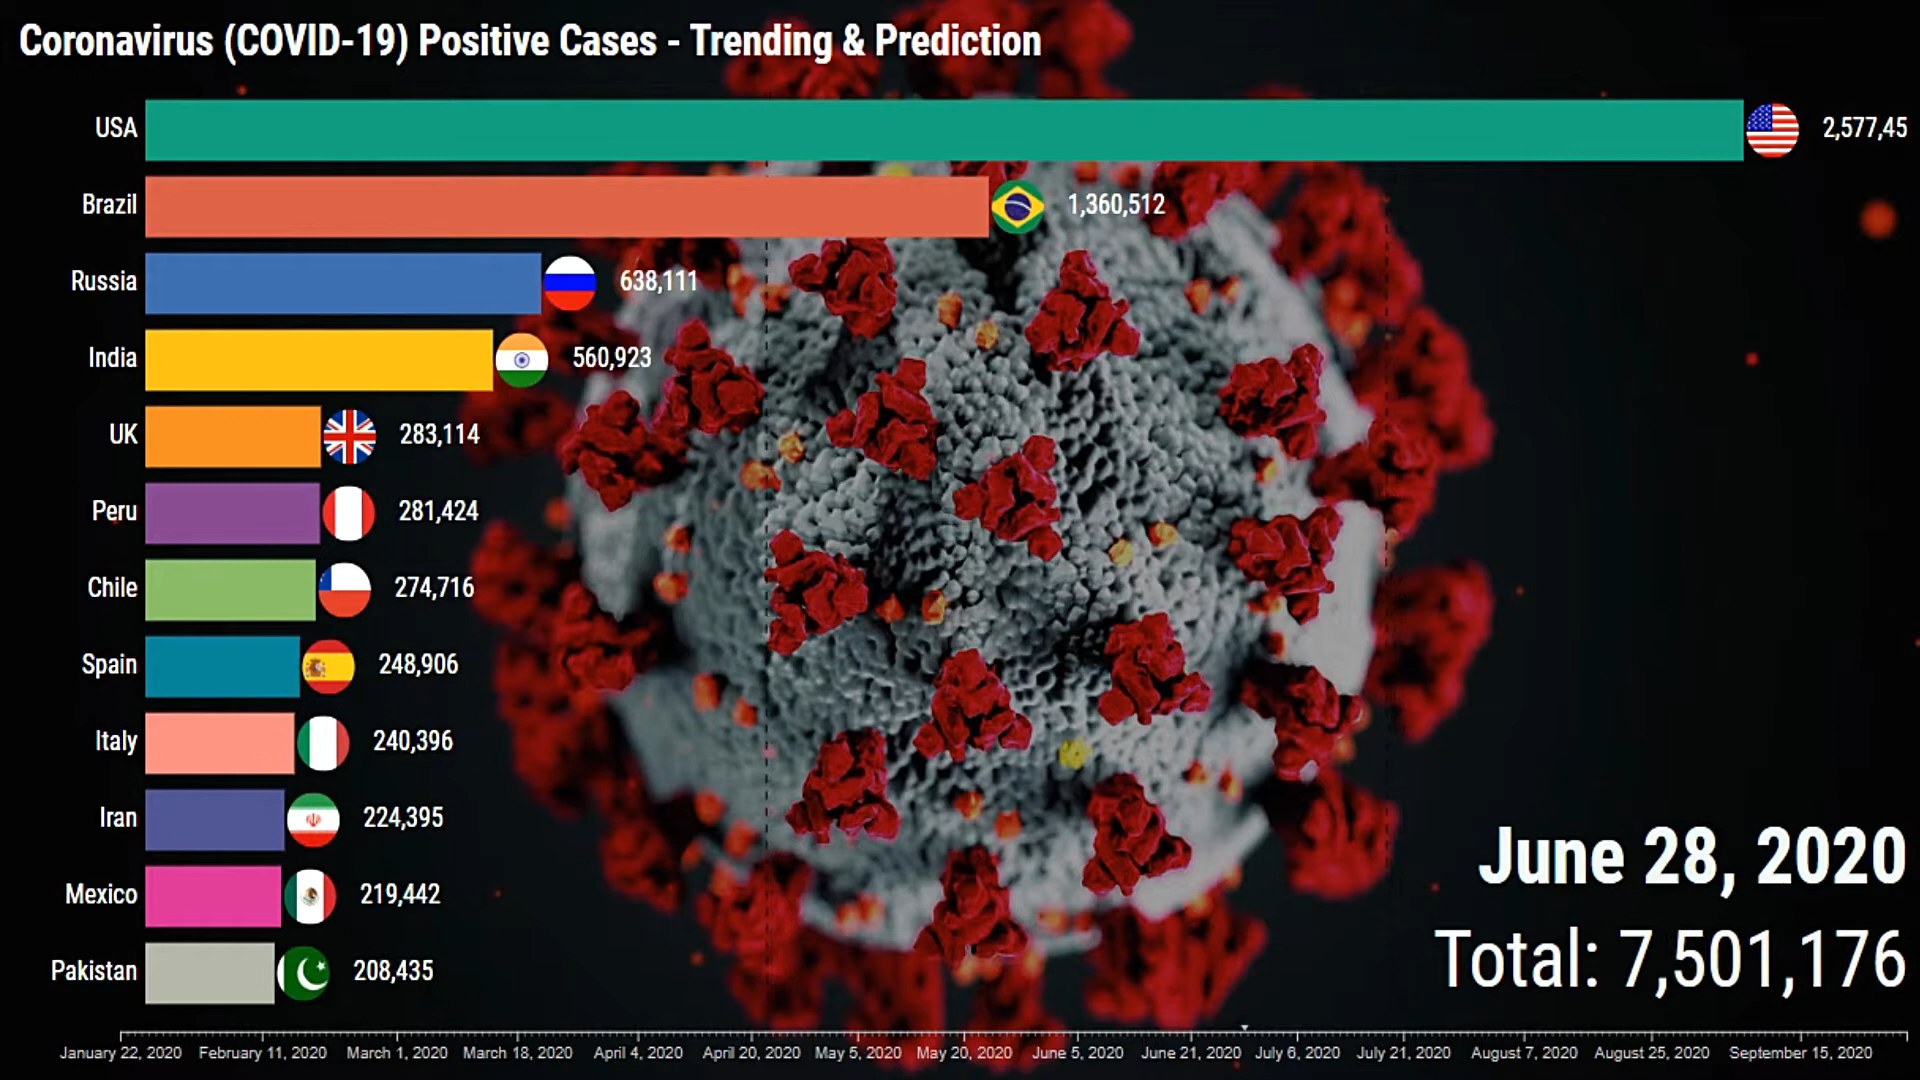 Coronavirus (COVID-19) Positive Cases - Trending & Prediction
USA 2,577,45
Brazil 1,360,512
Russia 638,111
India 560,923
UK 283,114
Peru 281,424
Chile 274,716
Spain 248,906
Italy 240,396
Iran 224,395
Mexico 219,442
Pakistan 208,435
June 28, 2020
Total: 7,501,176
January 22, 2020 February 11, 2020 March 1, 2020 March 18, 2020 April 4, 2020 April 20, 2020 May 5, 2020 May 20, 2020 June 5, 2020 June 21, 2020 July 6, 2020 July 21, 2020 August 7, 2020 August 25, 2020 September 15, 2020